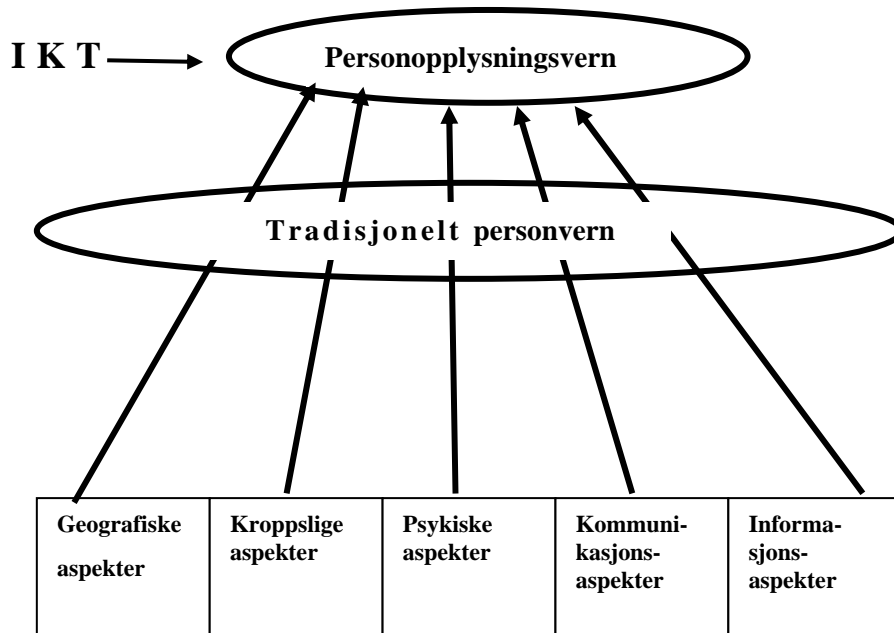 I K T
Personopplysningsvern
Tradisjonelt personvern
Geografiske
aspekter
Kroppslige
aspekter
Psykiske
aspekter
Kommuni-
kasjons-
aspekter
Informa-
sjons-
aspekter